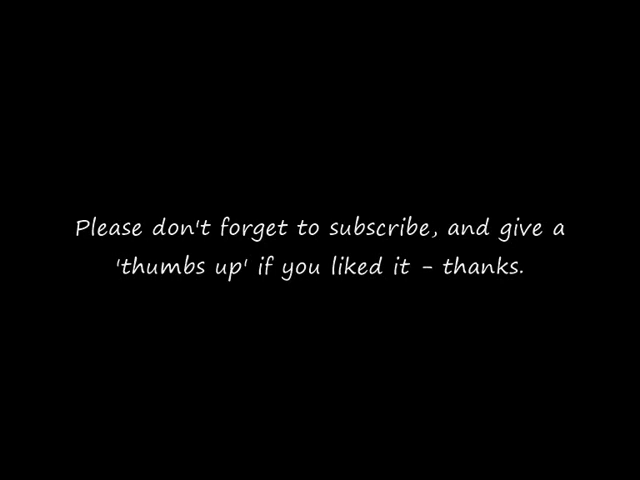 Please don't forget to subscribe, and give a
'thumbs up' if you liked it - thanks.